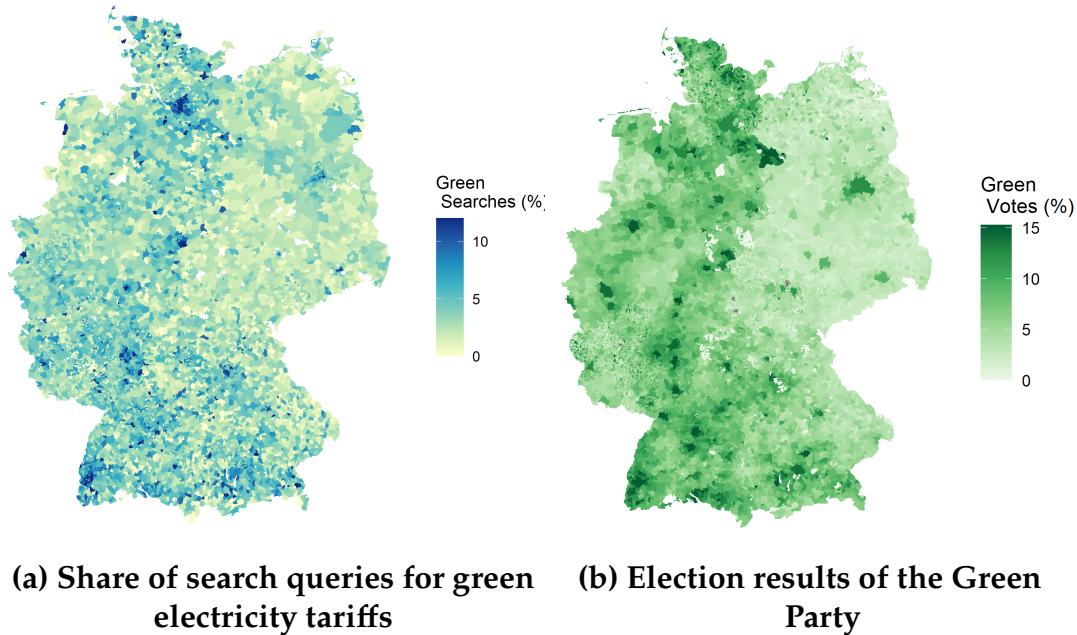 Green
Searches (%)
10
5
0
Green
Votes (%)
15
10
5
0
(a) Share of search queries for green
electricity tariffs
(b) Election results of the Green
Party